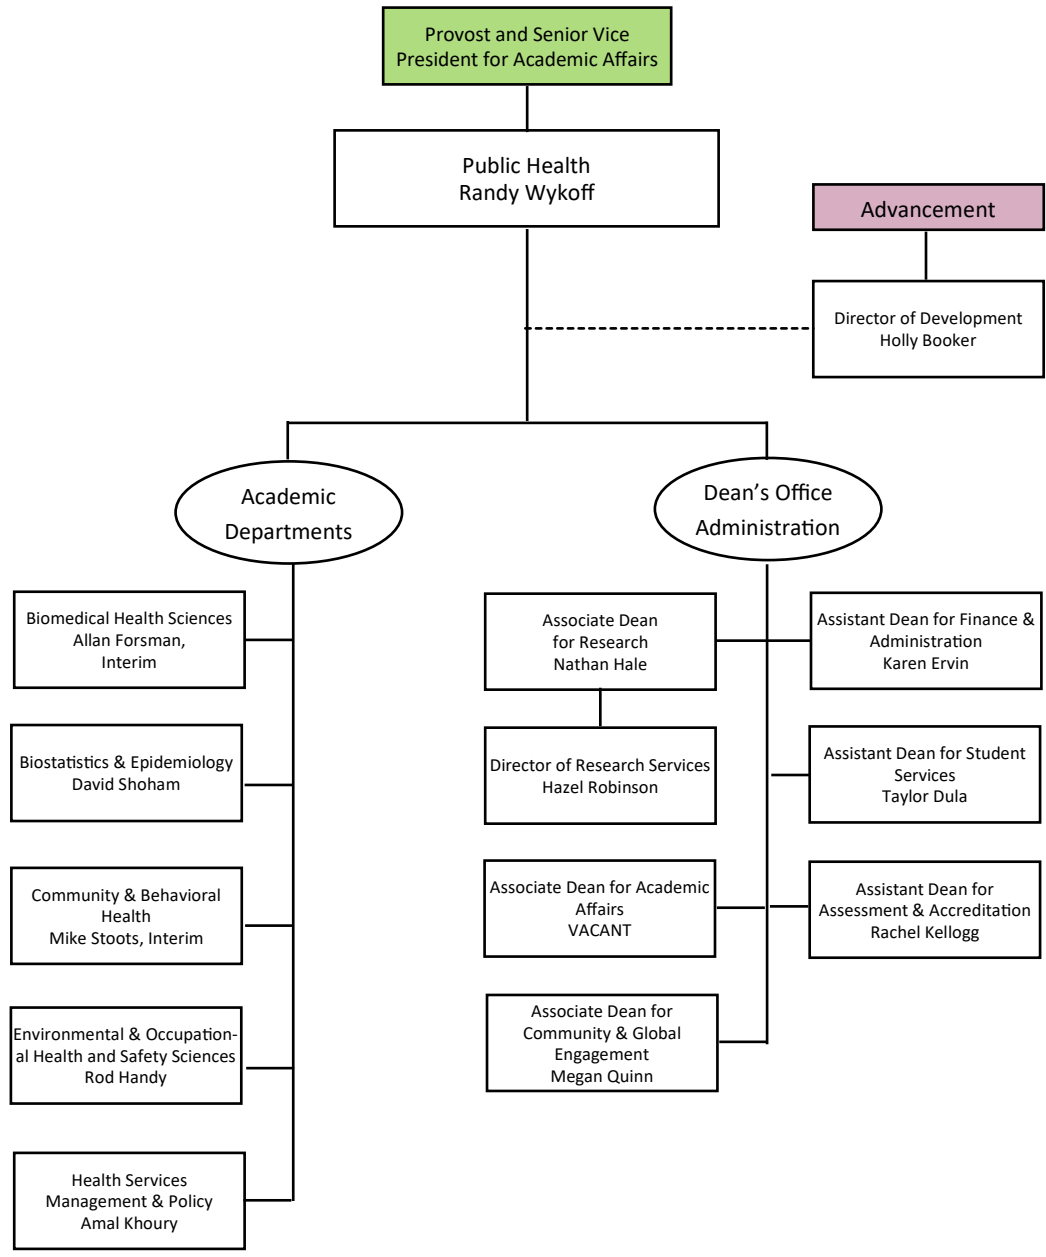 Provost and Senior Vice
President for Academic Affairs
Public Health
Randy Wykoff
Advancement
Director of Development
Holly Booker
Academic
Departments
Dean’s Office
Administration
Biomedical Health Sciences
Allan Forsman,
Interim
Biostatistics & Epidemiology
David Shoham
Community & Behavioral
Health
Mike Stoots, Interim
Environmental & Occupation-
al Health and Safety Sciences
Rod Handy
Health Services
Management & Policy
Amal Khoury
Associate Dean
for Research
Nathan Hale
Director of Research Services
Hazel Robinson
Associate Dean for Academic
Affairs
VACANT
Associate Dean for
Community & Global
Engagement
Megan Quinn
Assistant Dean for Finance &
Administration
Karen Ervin
Assistant Dean for Student
Services
Taylor Dula
Assistant Dean for
Assessment & Accreditation
Rachel Kellogg